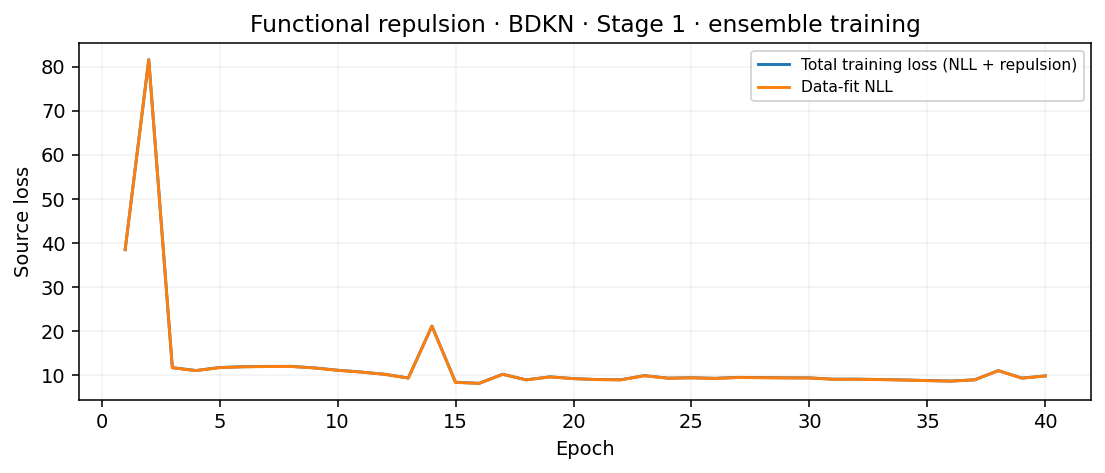 Functional repulsion · BDKN · Stage 1 · ensemble training
Total training loss (NLL + repulsion)
Data-fit NLL
Source loss
80
70
60
50
40
30
20
10
0 5 10 15 20 25 30 35 40
Epoch